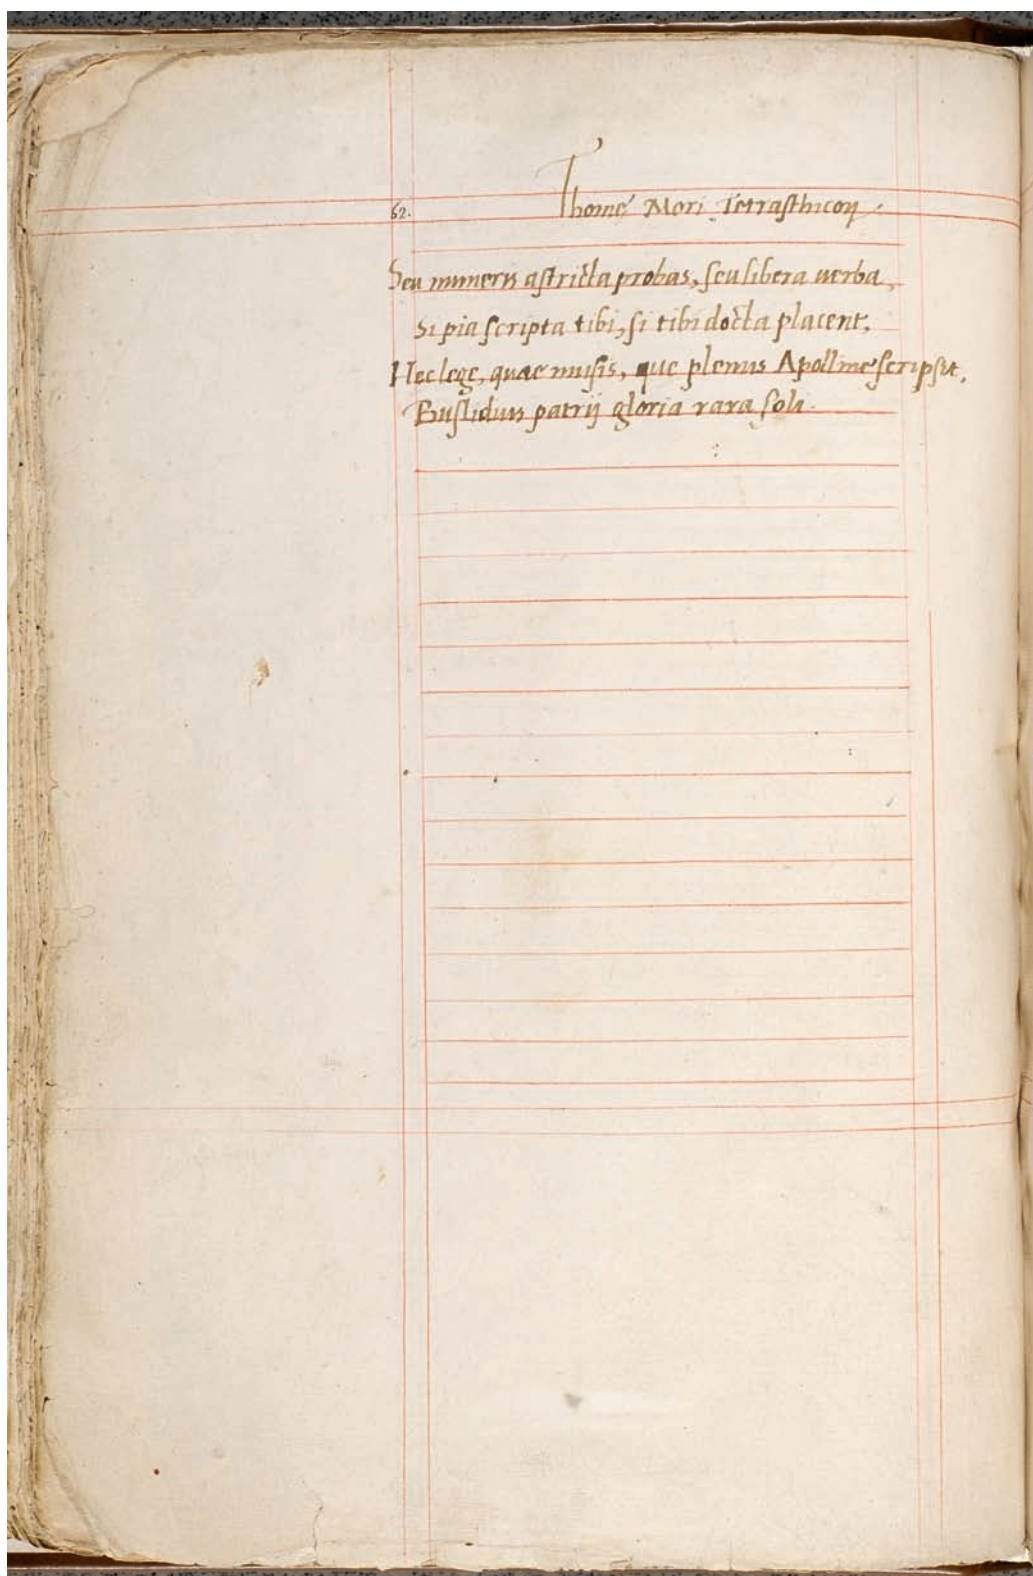 62.
Thome Mori Tetrasthicon
Seu numeris astricta probas, seu libera verba,
Si pia scripta tibi, si tibi docta placent,
Hec lege, quae musis, que plenus Apolline scripsit,
Buslidius patrij gloria rara soli.